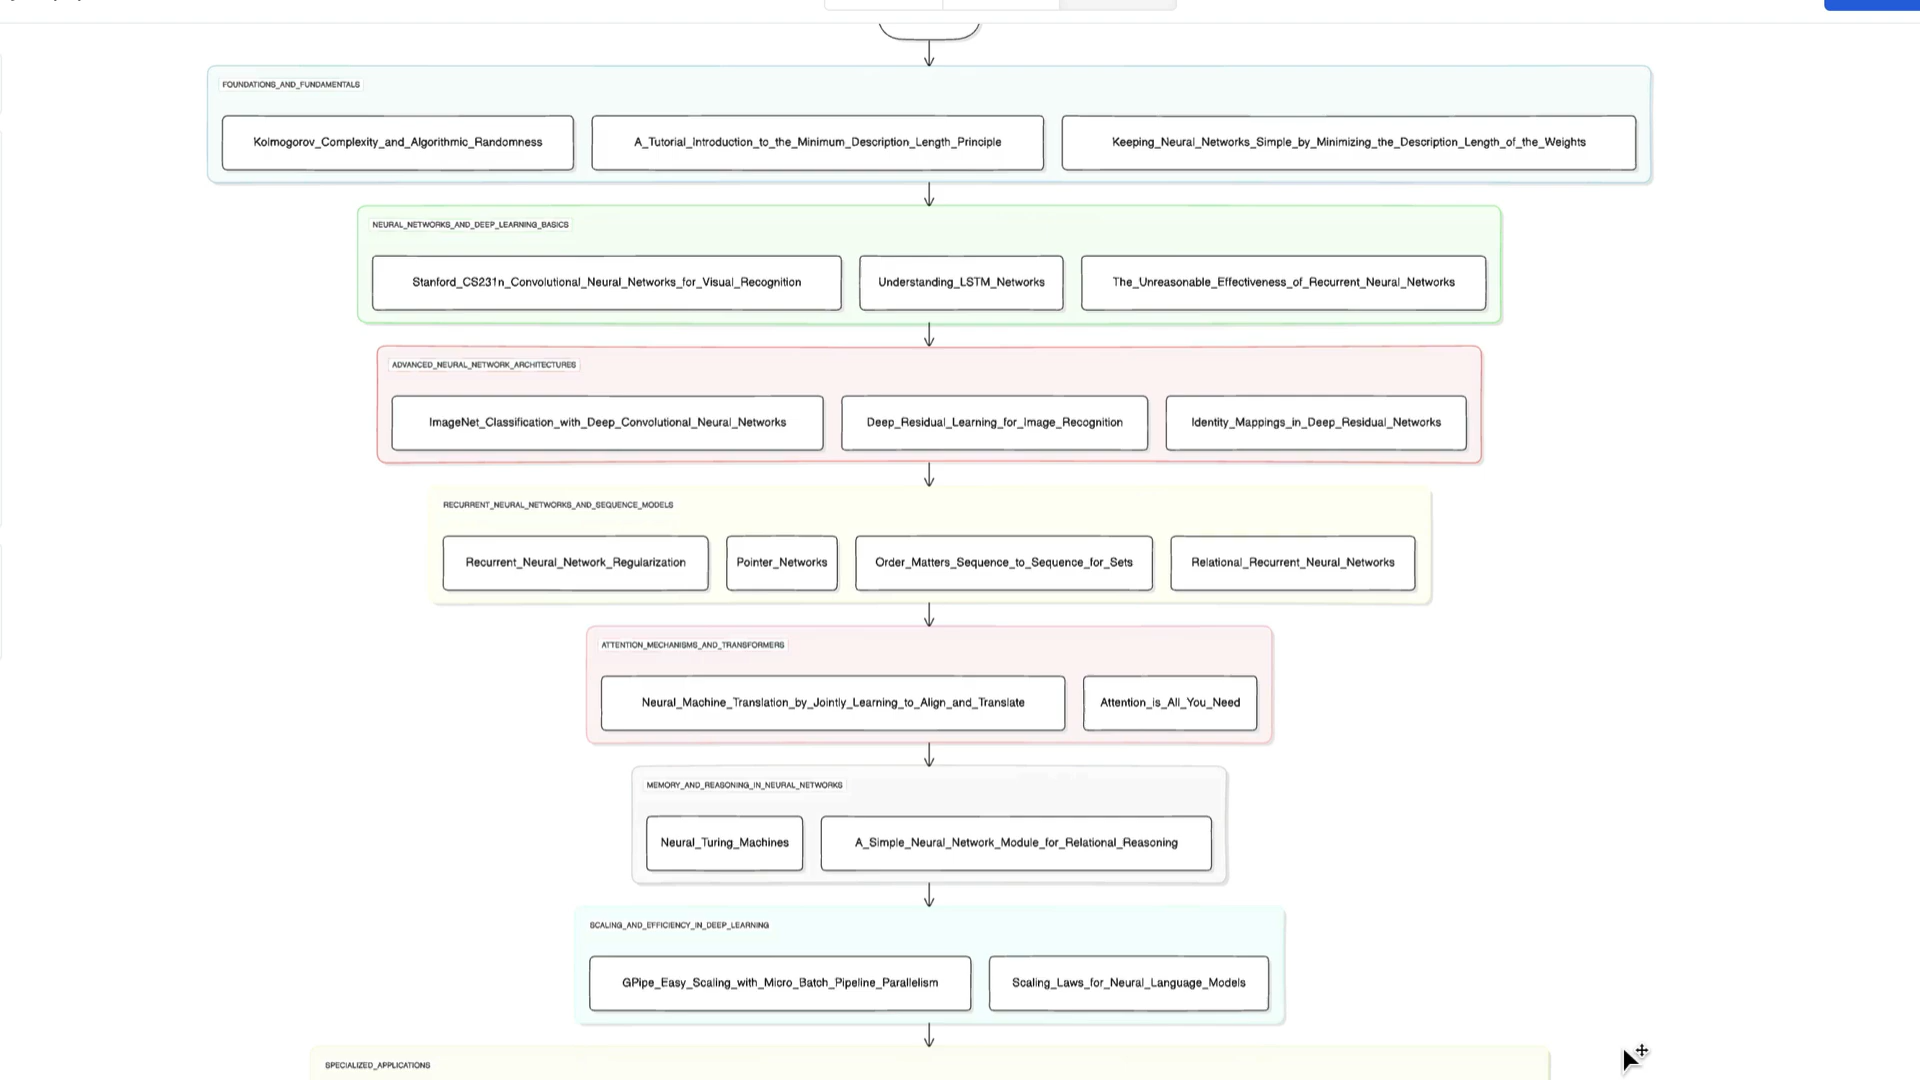 FOUNDATIONS_AND_FUNDAMENTALS
Kolmogorov_Complexity_and_Algorithmic_Randomness
A_Tutorial_Introduction_to_the_Minimum_Description_Length_Principle
Keeping_Neural_Networks_Simple_by_Minimizing_the_Description_Length_of_the_Weights
NEURAL_NETWORKS_AND_DEEP_LEARNING_BASICS
Stanford_CS231n_Convolutional_Neural_Networks_for_Visual_Recognition
Understanding_LSTM_Networks
The_Unreasonable_Effectiveness_of_Recurrent_Neural_Networks
ADVANCED_NEURAL_NETWORK_ARCHITECTURES
ImageNet_Classification_with_Deep_Convolutional_Neural_Networks
Deep_Residual_Learning_for_Image_Recognition
Identity_Mappings_in_Deep_Residual_Networks
RECURRENT_NEURAL_NETWORKS_AND_SEQUENCE_MODELS
Recurrent_Neural_Network_Regularization
Pointer_Networks
Order_Matters_Sequence_to_Sequence_for_Sets
Relational_Recurrent_Neural_Networks
ATTENTION_MECHANISMS_AND_TRANSFORMERS
Neural_Machine_Translation_by_Jointly_Learning_to_Align_and_Translate
Attention_is_All_You_Need
MEMORY_AND_REASONING_IN_NEURAL_NETWORKS
Neural_Turing_Machines
A_Simple_Neural_Network_Module_for_Relational_Reasoning
SCALING_AND_EFFICIENCY_IN_DEEP_LEARNING
GPipe_Easy_Scaling_with_Micro_Batch_Pipeline_Parallelism
Scaling_Laws_for_Neural_Language_Models
SPECIALIZED_APPLICATIONS